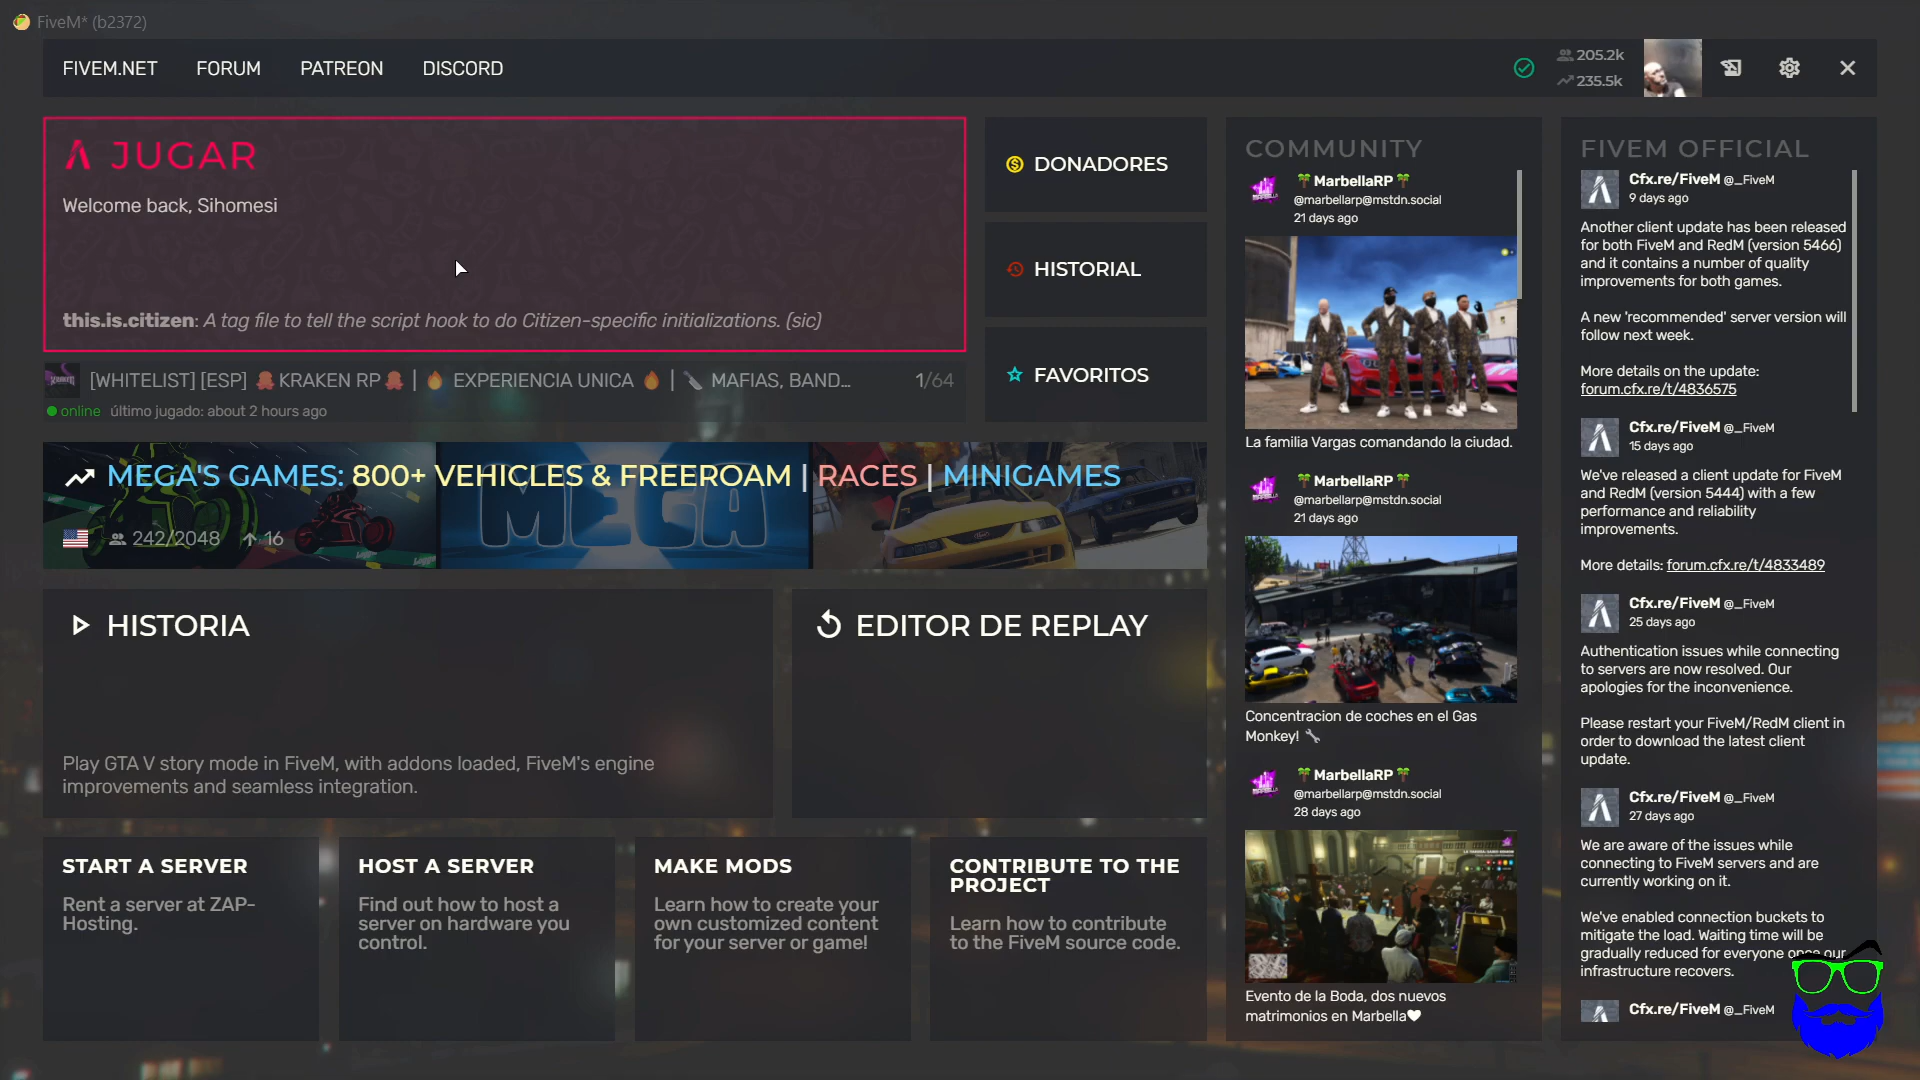 FiveM* (b2372)
FIVEM.NET
FORUM
PATREON
DISCORD
205.2k
235.5k
JUGAR
Welcome back, Sihomesi
this.is.citizen: A tag file to tell the script hook to do Citizen-specific initializations. (sic)
[WHITELIST] [ESP] 🐙KRAKEN RP🐙 | 🔥 EXPERIENCIA UNICA 🔥 | 🔪 MAFIAS, BAND...
1/64
online último jugado: about 2 hours ago
DONADORES
HISTORIAL
FAVORITOS
MEGA'S GAMES: 800+ VEHICLES & FREEROAM | RACES | MINIGAMES
MEGA
242/2048
16
HISTORIA
Play GTA V story mode in FiveM, with addons loaded, FiveM's engine
improvements and seamless integration.
EDITOR DE REPLAY
START A SERVER
Rent a server at ZAP-
Hosting.
HOST A SERVER
Find out how to host a
server on hardware you
control.
MAKE MODS
Learn how to create your
own customized content
for your server or game!
CONTRIBUTE TO THE
PROJECT
Learn how to contribute
to the FiveM source code.
COMMUNITY
🌴MarbellaRP🌴
@marbellarp@mstdn.social
21 days ago
La familia Vargas comandando la ciudad.
🌴MarbellaRP🌴
@marbellarp@mstdn.social
21 days ago
Concentracion de coches en el Gas
Monkey! 🔧
🌴MarbellaRP🌴
@marbellarp@mstdn.social
28 days ago
Evento de la Boda, dos nuevos
matrimonios en Marbella🤍
FIVEM OFFICIAL
Cfx.re/FiveM @_FiveM
9 days ago
Another client update has been released
for both FiveM and RedM (version 5466)
and it contains a number of quality
improvements for both games.
A new 'recommended' server version will
follow next week.
More details on the update:
forum.cfx.re/t/4836575
Cfx.re/FiveM @_FiveM
15 days ago
We've released a client update for FiveM
and RedM (version 5444) with a few
performance and reliability
improvements.
More details: forum.cfx.re/t/4833489
Cfx.re/FiveM @_FiveM
25 days ago
Authentication issues while connecting
to servers are now resolved. Our
apologies for the inconvenience.
Please restart your FiveM/RedM client in
order to download the latest client
update.
Cfx.re/FiveM @_FiveM
27 days ago
We are aware of the issues while
connecting to FiveM servers and are
currently working on it.
We've enabled connection buckets to
mitigate the load. Waiting time will be
gradually reduced for everyone once our
infrastructure recovers.
Cfx.re/FiveM @_FiveM